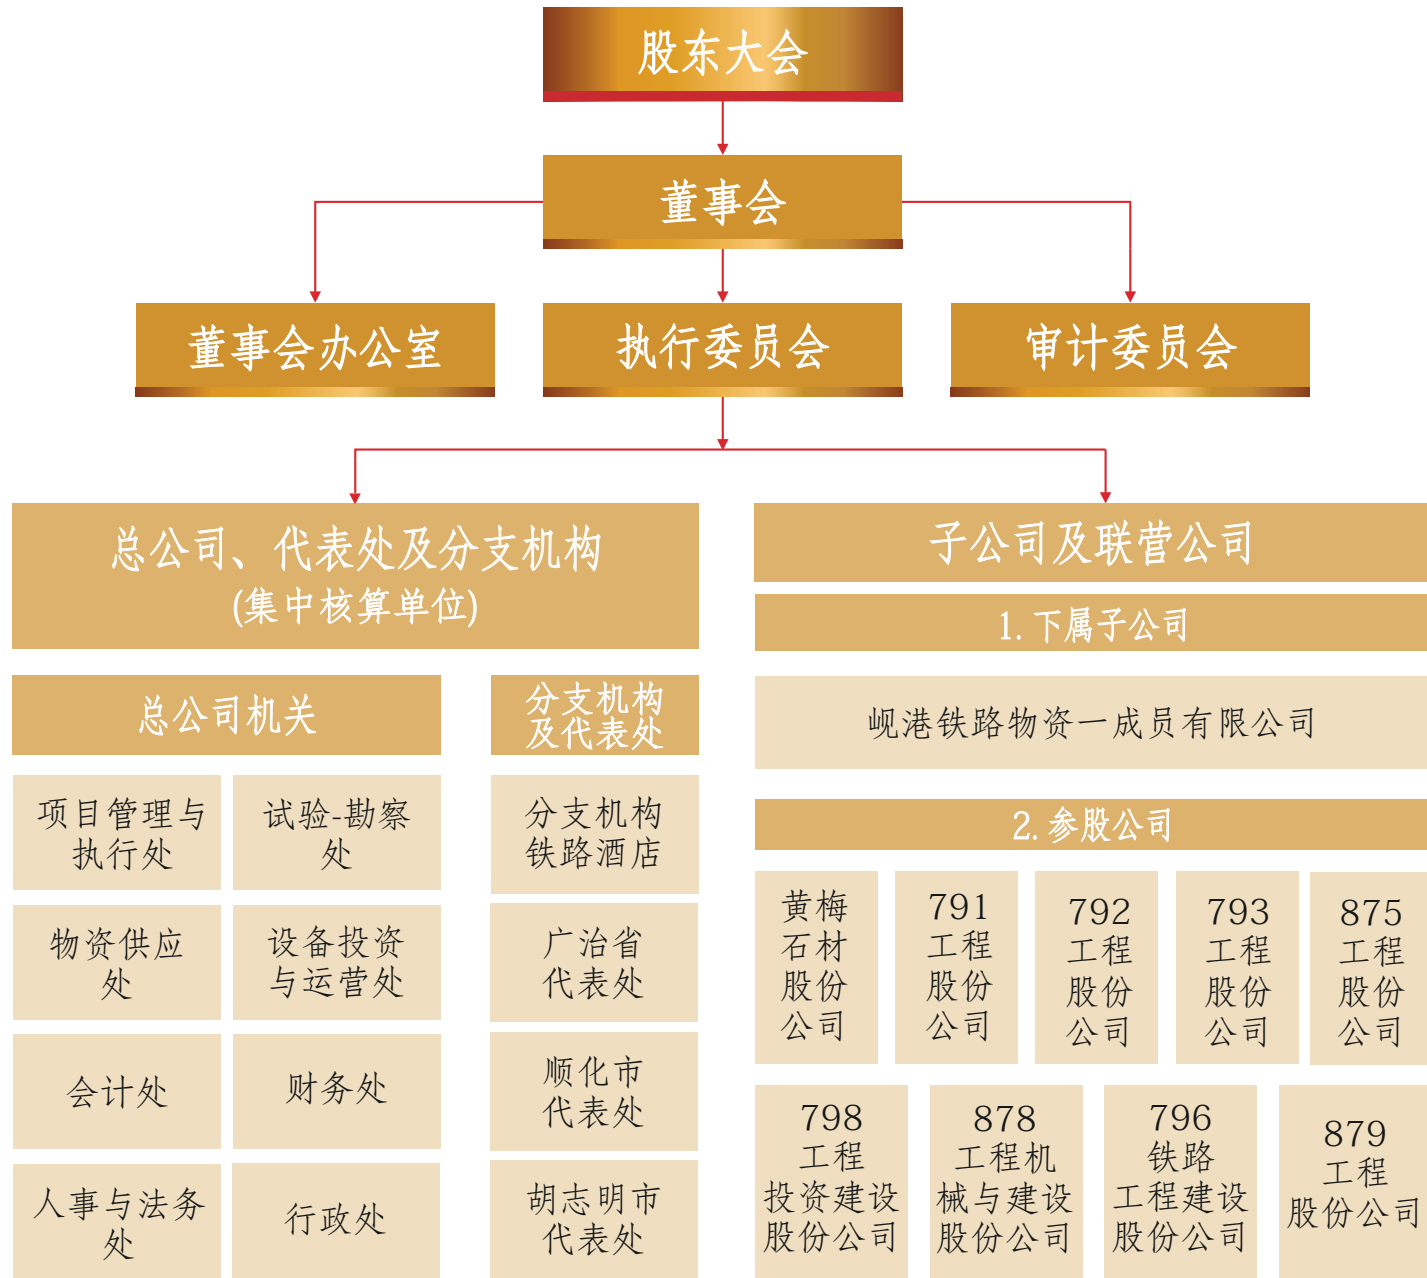 股东大会
董事会
董事会办公室
执行委员会
审计委员会
总公司、代表处及分支机构
(集中核算单位)
总公司机关
项目管理与
执行处
试验-勘察
处
物资供应
处
设备投资
与运营处
会计处
财务处
人事与法务
处
行政处
分支机构
及代表处
分支机构
铁路酒店
广治省
代表处
顺化市
代表处
胡志明市
代表处
子公司及联营公司
1. 下属子公司
岘港铁路物资一成员有限公司
2. 参股公司
黄梅
石材
股份
公司
791
工程
股份
公司
792
工程
股份
公司
793
工程
股份
公司
875
工程
股份
公司
798
工程
投资建设
股份公司
878
工程机
械与建设
股份公司
796
铁路
工程建设
股份公司
879
工程
股份公司